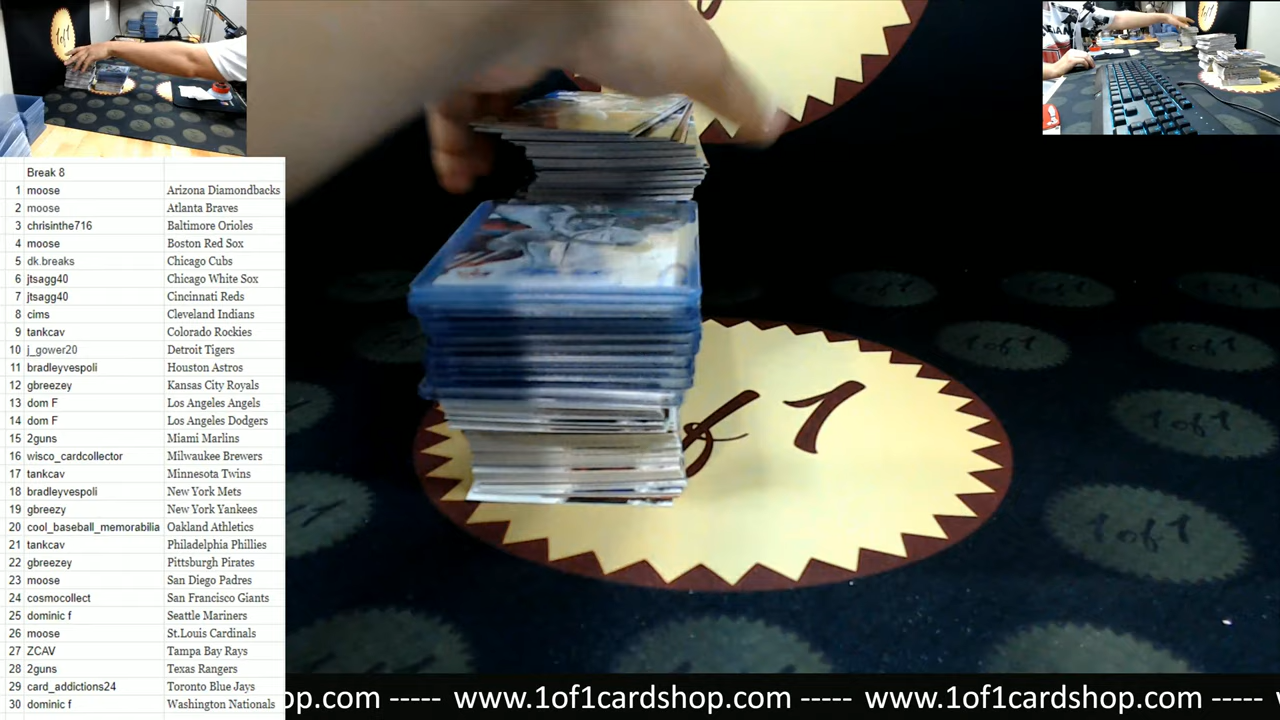 Break 8
1 moose Arizona Diamondbacks
2 moose Atlanta Braves
3 chrisinthe716 Baltimore Orioles
4 moose Boston Red Sox
5 dk.breaks Chicago Cubs
6 jtsagg40 Chicago White Sox
7 jtsagg40 Cincinnati Reds
8 cims Cleveland Indians
9 tankcav Colorado Rockies
10 j_gower20 Detroit Tigers
11 bradleyvespoli Houston Astros
12 gbreezey Kansas City Royals
13 dom F Los Angeles Angels
14 dom F Los Angeles Dodgers
15 2guns Miami Marlins
16 wisco_cardcollector Milwaukee Brewers
17 tankcav Minnesota Twins
18 bradleyvespoli New York Mets
19 gbreezy New York Yankees
20 cool_baseball_memorabilia Oakland Athletics
21 tankcav Philadelphia Phillies
22 gbreezey Pittsburgh Pirates
23 moose San Diego Padres
24 cosmocollect San Francisco Giants
25 dominic f Seattle Mariners
26 moose St.Louis Cardinals
27 ZCAV Tampa Bay Rays
28 2guns Texas Rangers
29 card_addictions24 Toronto Blue Jays
30 dominic f Washington Nationals
1of1
1of1
1of1
f 1
op.com ----- www.1of1cardshop.com ----- www.1of1cardshop.com -----